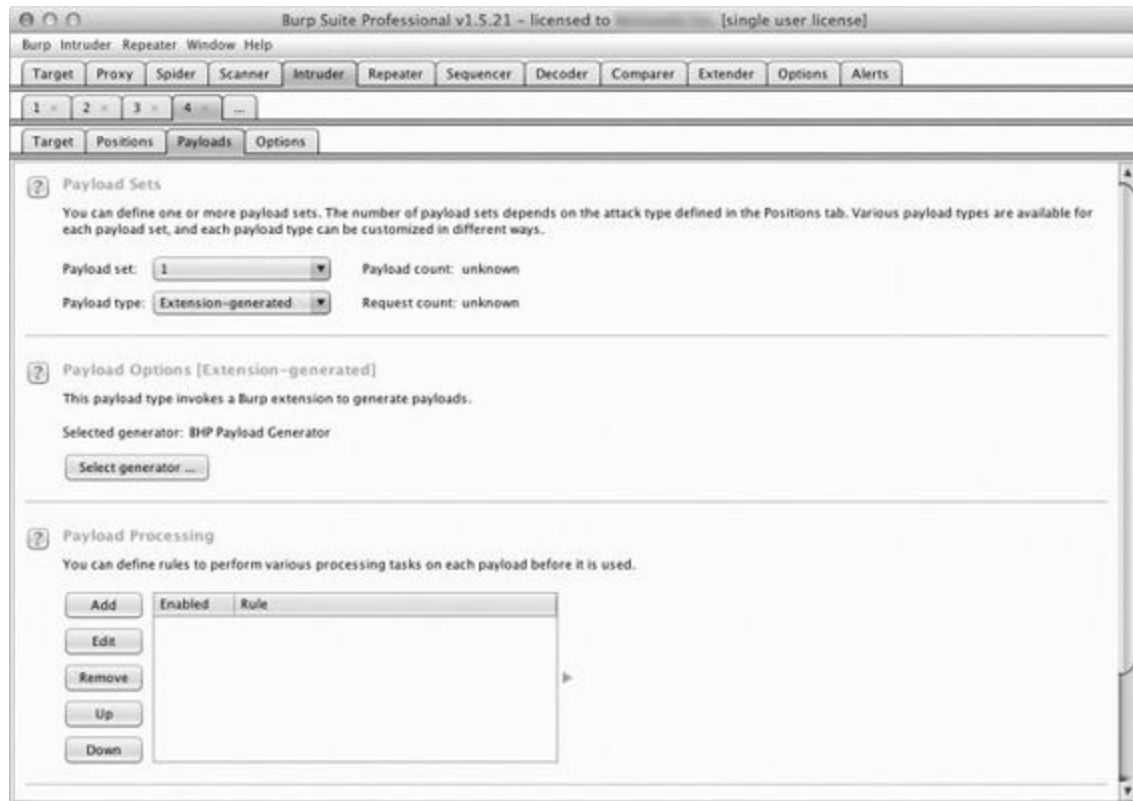 Burp Suite Professional v1.5.21 – licensed to [single user license]
Burp Intruder Repeater Window Help
Target Proxy Spider Scanner Intruder Repeater Sequencer Decoder Comparer Extender Options Alerts
1 × 2 × 3 × 4 × ...
Target Positions Payloads Options
? Payload Sets
You can define one or more payload sets. The number of payload sets depends on the attack type defined in the Positions tab. Various payload types are available for
each payload set, and each payload type can be customized in different ways.
Payload set: 1 Payload count: unknown
Payload type: Extension-generated Request count: unknown
? Payload Options [Extension-generated]
This payload type invokes a Burp extension to generate payloads.
Selected generator: BHP Payload Generator
Select generator ...
? Payload Processing
You can define rules to perform various processing tasks on each payload before it is used.
Add Enabled Rule
Edit
Remove
Up
Down